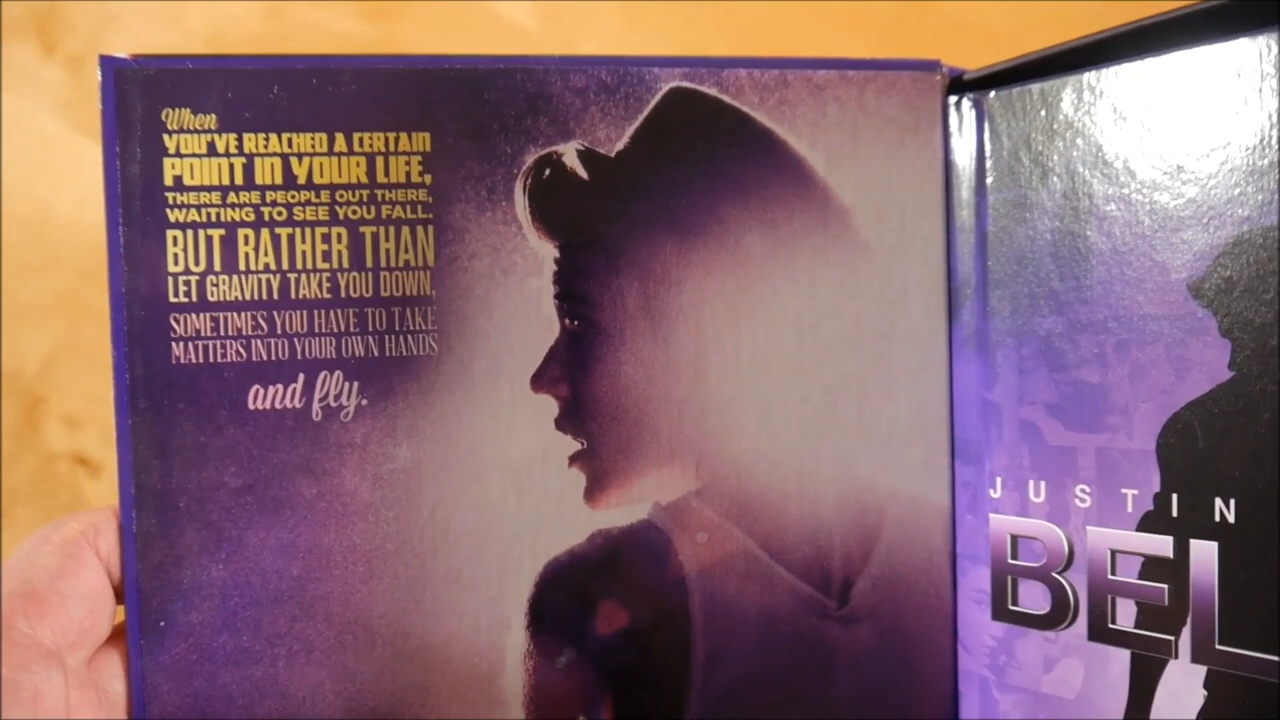 When
YOU'VE REACHED A CERTAIN
POINT IN YOUR LIFE,
THERE ARE PEOPLE OUT THERE,
WAITING TO SEE YOU FALL.
BUT RATHER THAN
LET GRAVITY TAKE YOU DOWN,
SOMETIMES YOU HAVE TO TAKE
MATTERS INTO YOUR OWN HANDS
and fly.
JUSTIN
BEL